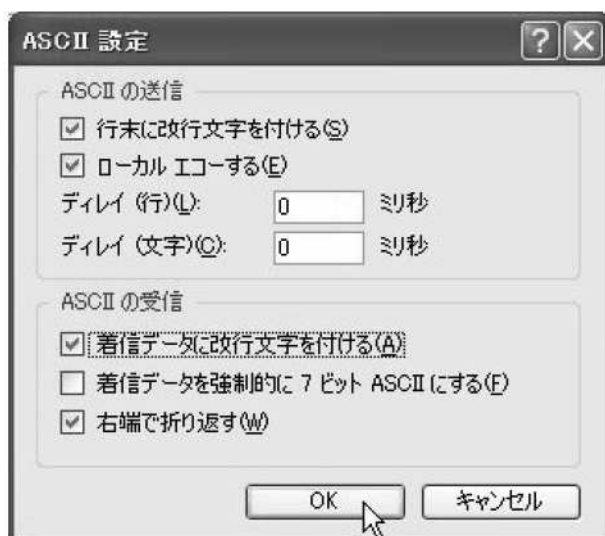 ASCII 設定
ASCII の送信
行末に改行文字を付ける(S)
ローカル エコーする(E)
ディレイ (行)(L): 0 ミリ秒
ディレイ (文字)(C): 0 ミリ秒
ASCII の受信
着信データに改行文字を付ける(A)
着信データを強制的に 7 ビット ASCII にする(F)
右端で折り返す(W)
OK キャンセル